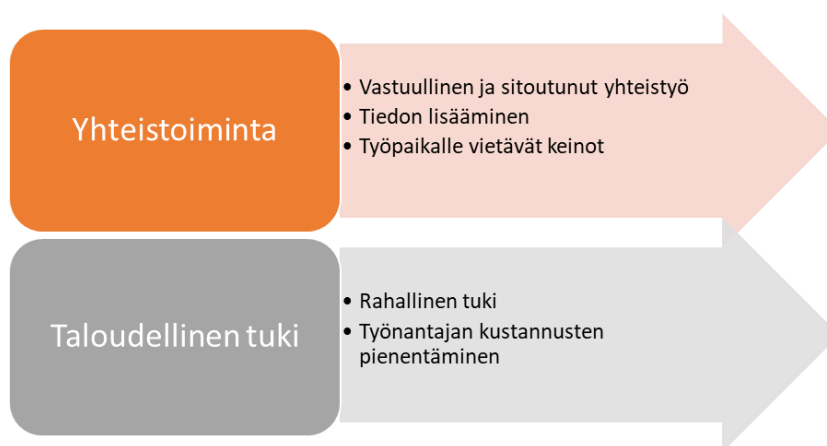 Yhteistoiminta
• Vastuullinen ja sitoutunut yhteistyö
• Tiedon lisääminen
• Työpaikalle vietävät keinot
Taloudellinen tuki
• Rahallinen tuki
• Työnantajan kustannusten
pienentäminen